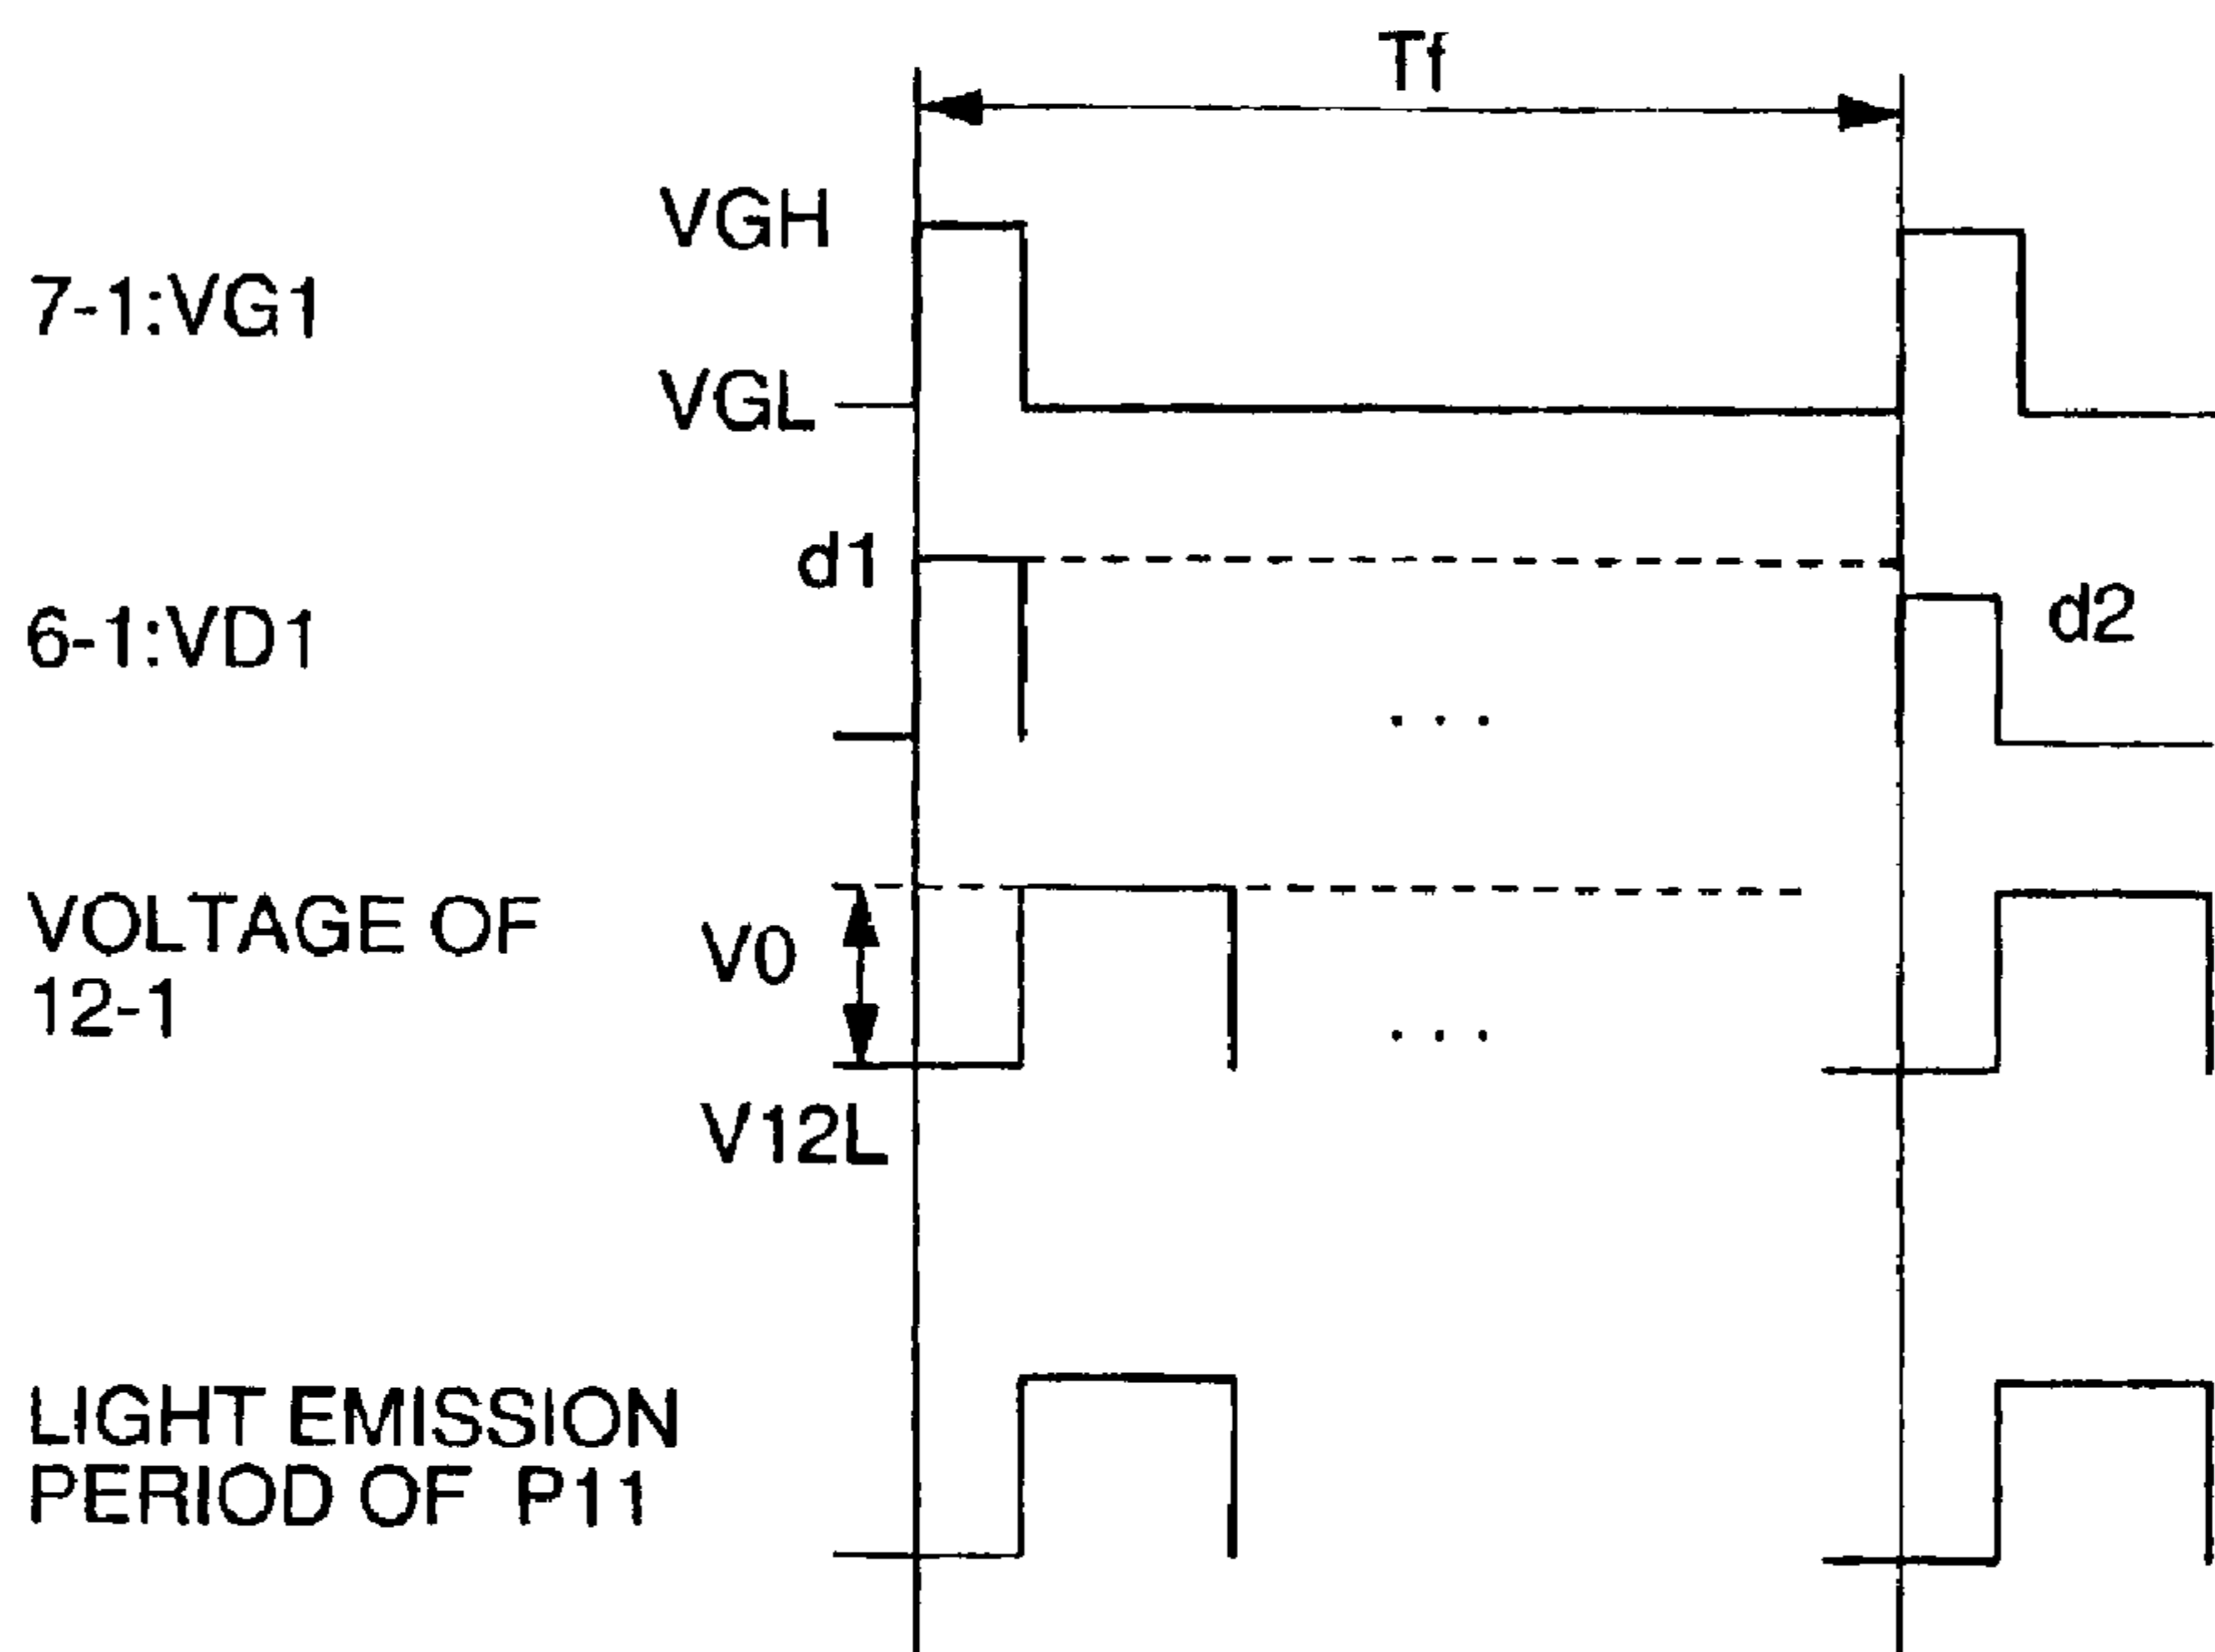 Tf
VGH
7-1:VG1
VGL
d1
6-1:VD1
d2
. . .
VOLTAGE OF
12-1
V0
. . .
V12L
LIGHT EMISSION
PERIOD OF P11